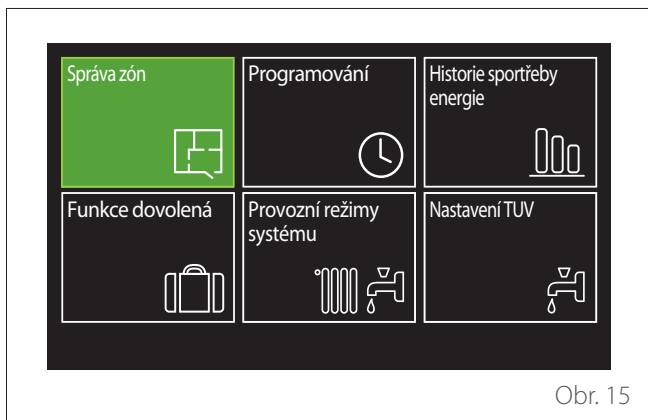 Správa zón
Programování
Historie sportřeby
energie
Funkce dovolená
Provozní režimy
systému
Nastavení TUV
Obr. 15